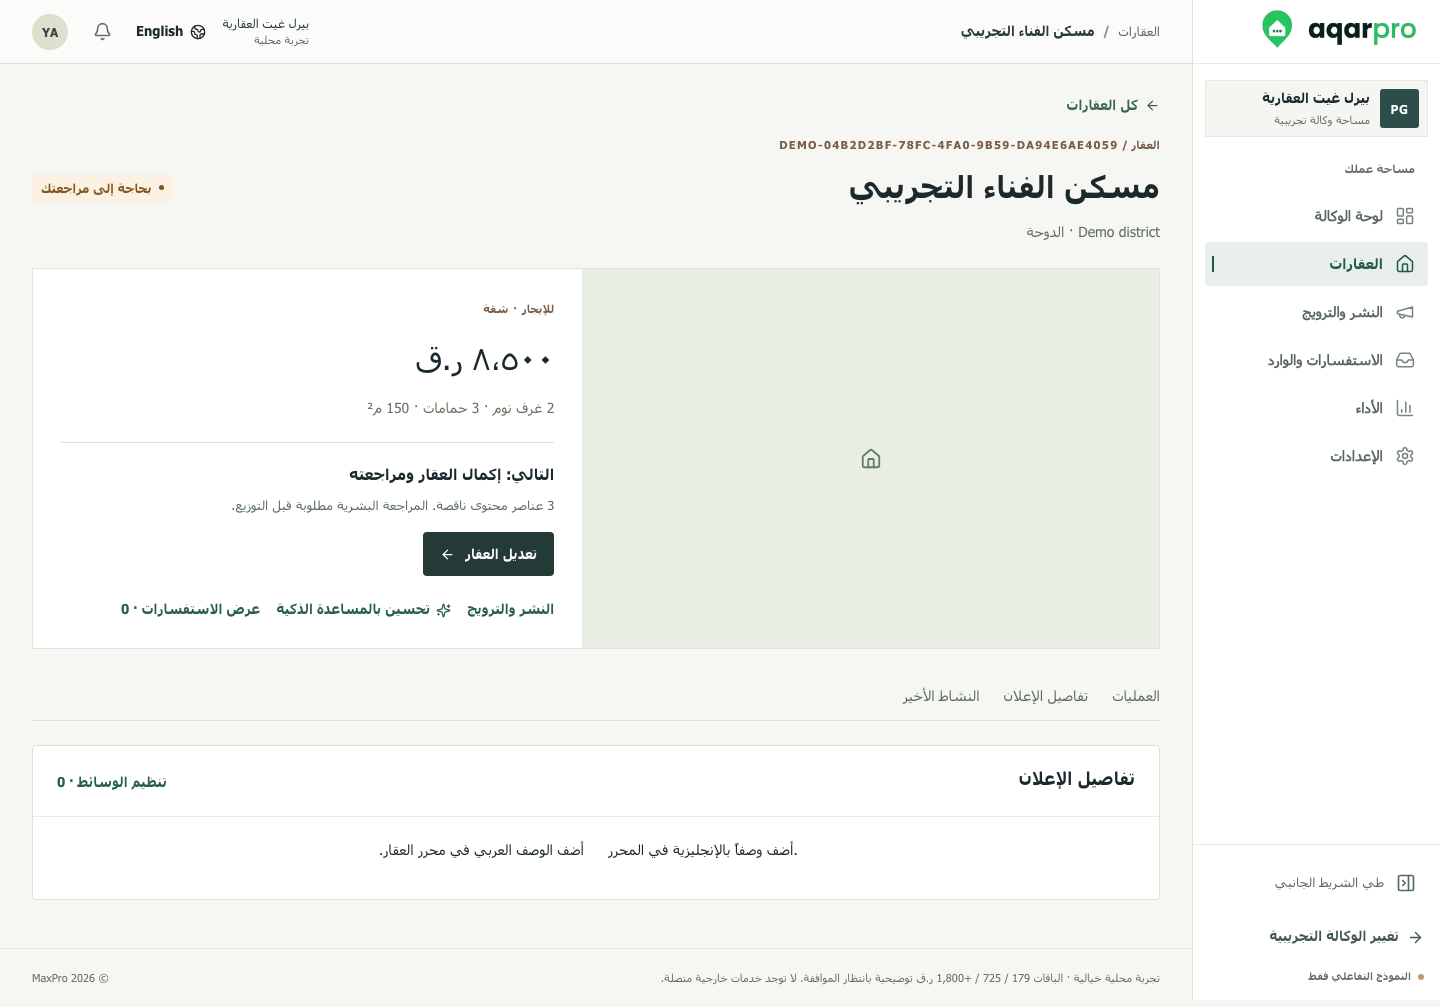 aqarpro
PG
بيرل غيت العقارية
مساحة وكالة تجريبية
مساحة عملك
لوحة الوكالة
العقارات
النشر والترويج
الاستفسارات والوارد
الأداء
الإعدادات
طي الشريط الجانبي
تغيير الوكالة التجريبية
النموذج التفاعلي فقط
العقارات / مسكن الفناء التجريبي
بيرل غيت العقارية
تجربة محلية
English
YA
كل العقارات
العقار / DEMO-04B2D2BF-78FC-4FA0-9B59-DA94E6AE4059
مسكن الفناء التجريبي
بحاجة إلى مراجعتك
Demo district · الدوحة
للإيجار · شقة
٨،٥٠٠ ر.ق
2 غرف نوم · 3 حمامات · 150 م²
التالي: إكمال العقار ومراجعته
3 عناصر محتوى ناقصة. المراجعة البشرية مطلوبة قبل التوزيع.
تعديل العقار
النشر والترويج تحسين بالمساعدة الذكية عرض الاستفسارات · 0
العمليات تفاصيل الإعلان النشاط الأخير
تفاصيل الإعلان
تنظيم الوسائط · 0
أضف وصفاً بالإنجليزية في المحرر.
أضف الوصف العربي في محرر العقار.
تجربة محلية خيالية · الباقات 179 / 725 / 1,800+ ر.ق توضيحية بانتظار الموافقة. لا توجد خدمات خارجية متصلة.
© 2026 MaxPro